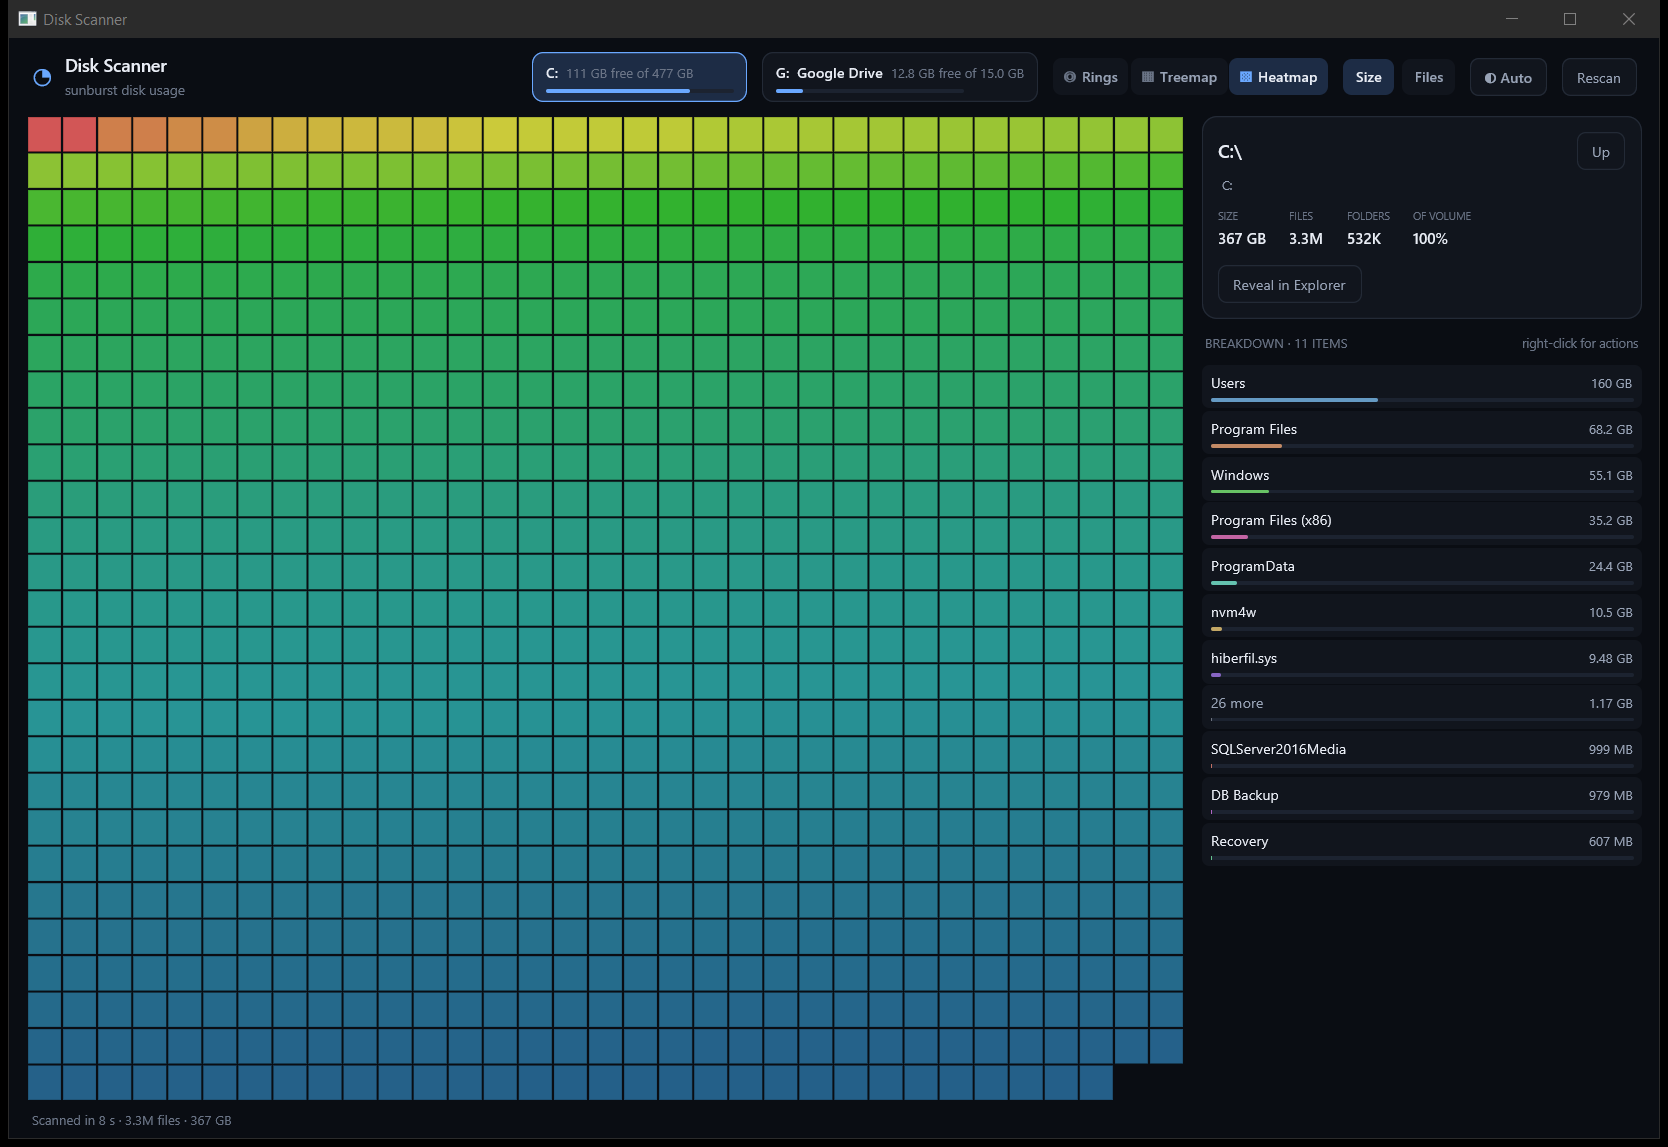 Disk Scanner
Disk Scanner
sunburst disk usage
C: 111 GB free of 477 GB
G: Google Drive 12.8 GB free of 15.0 GB
Rings
Treemap
Heatmap
Size
Files
Auto
Rescan
C:\
Up
C:
SIZE FILES FOLDERS OF VOLUME
367 GB 3.3M 532K 100%
Reveal in Explorer
BREAKDOWN · 11 ITEMS right-click for actions
Users 160 GB
Program Files 68.2 GB
Windows 55.1 GB
Program Files (x86) 35.2 GB
ProgramData 24.4 GB
nvm4w 10.5 GB
hiberfil.sys 9.48 GB
26 more 1.17 GB
SQLServer2016Media 999 MB
DB Backup 979 MB
Recovery 607 MB
Scanned in 8 s · 3.3M files · 367 GB